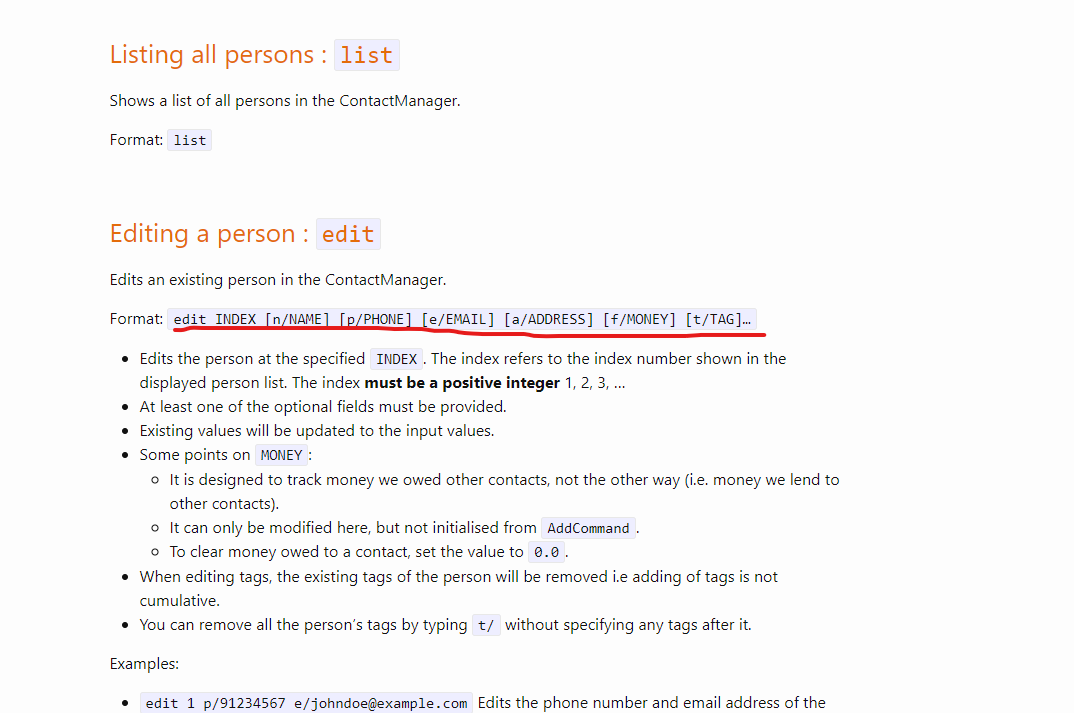 Listing all persons : list
Shows a list of all persons in the ContactManager.
Format: list
Editing a person : edit
Edits an existing person in the ContactManager.
Format: edit INDEX [n/NAME] [p/PHONE] [e/EMAIL] [a/ADDRESS] [f/MONEY] [t/TAG]…
Edits the person at the specified INDEX. The index refers to the index number shown in the
displayed person list. The index must be a positive integer 1, 2, 3, …
At least one of the optional fields must be provided.
Existing values will be updated to the input values.
Some points on MONEY:
It is designed to track money we owed other contacts, not the other way (i.e. money we lend to
other contacts).
It can only be modified here, but not initialised from AddCommand.
To clear money owed to a contact, set the value to 0.0.
When editing tags, the existing tags of the person will be removed i.e adding of tags is not
cumulative.
You can remove all the person’s tags by typing t/ without specifying any tags after it.
Examples:
edit 1 p/91234567 e/johndoe@example.com Edits the phone number and email address of the